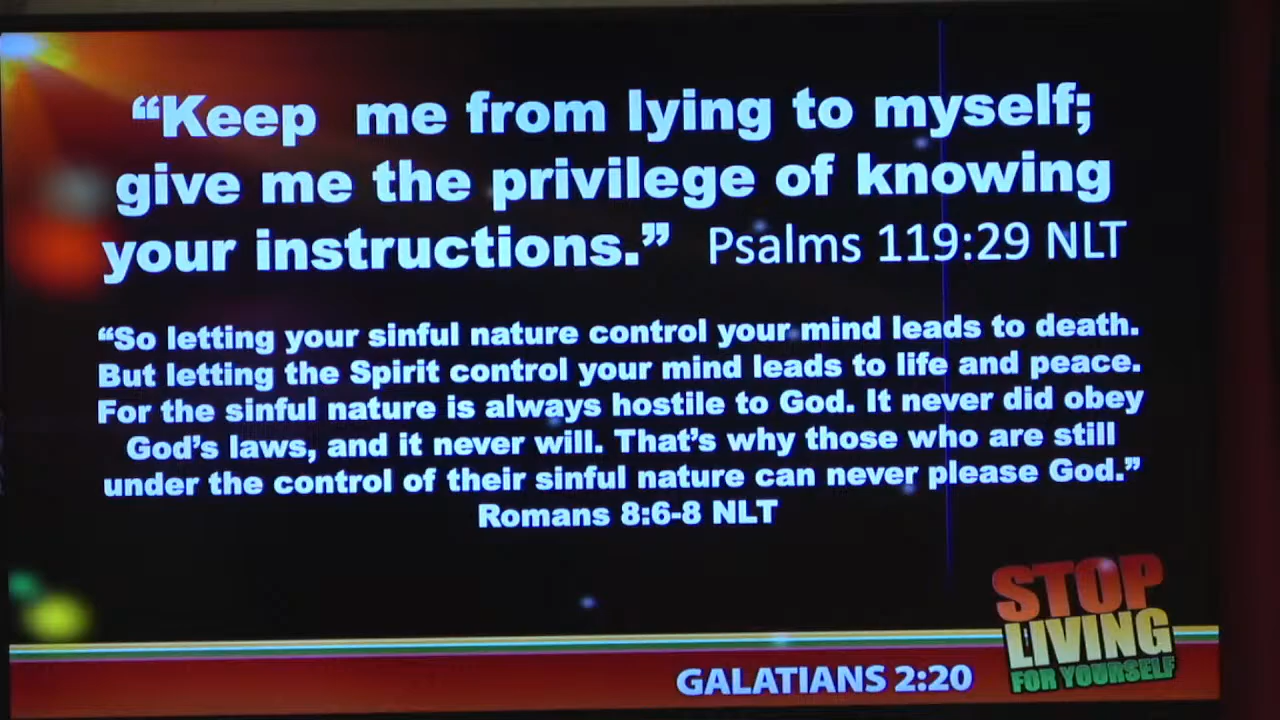 “Keep me from lying to myself;
give me the privilege of knowing
your instructions.” Psalms 119:29 NLT
“So letting your sinful nature control your mind leads to death.
But letting the Spirit control your mind leads to life and peace.
For the sinful nature is always hostile to God. It never did obey
God’s laws, and it never will. That’s why those who are still
under the control of their sinful nature can never please God.”
Romans 8:6-8 NLT
STOP
LIVING
FOR YOURSELF
GALATIANS 2:20